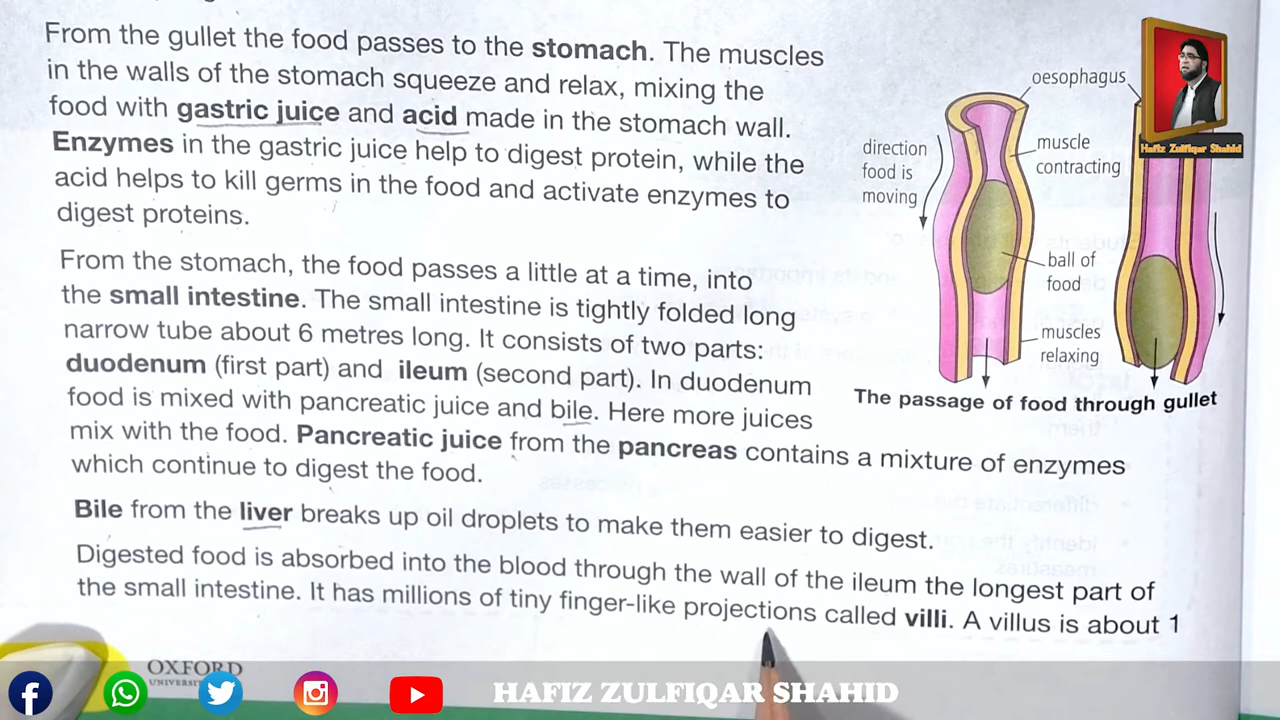 From the gullet the food passes to the stomach. The muscles
in the walls of the stomach squeeze and relax, mixing the
food with gastric juice and acid made in the stomach wall.
Enzymes in the gastric juice help to digest protein, while the
acid helps to kill germs in the food and activate enzymes to
digest proteins.
From the stomach, the food passes a little at a time, into
the small intestine. The small intestine is tightly folded long
narrow tube about 6 metres long. It consists of two parts:
duodenum (first part) and ileum (second part). In duodenum
food is mixed with pancreatic juice and bile. Here more juices
mix with the food. Pancreatic juice from the pancreas contains a mixture of enzymes
which continue to digest the food.
Bile from the liver breaks up oil droplets to make them easier to digest.
Digested food is absorbed into the blood through the wall of the ileum the longest part of
the small intestine. It has millions of tiny finger-like projections called villi. A villus is about 1
oesophagus
direction
food is
moving
muscle
contracting
ball of
food
muscles
relaxing
The passage of food through gullet
Hafiz Zulfiqar Shahid
OXFORD
HAFIZ ZULFIQAR SHAHID